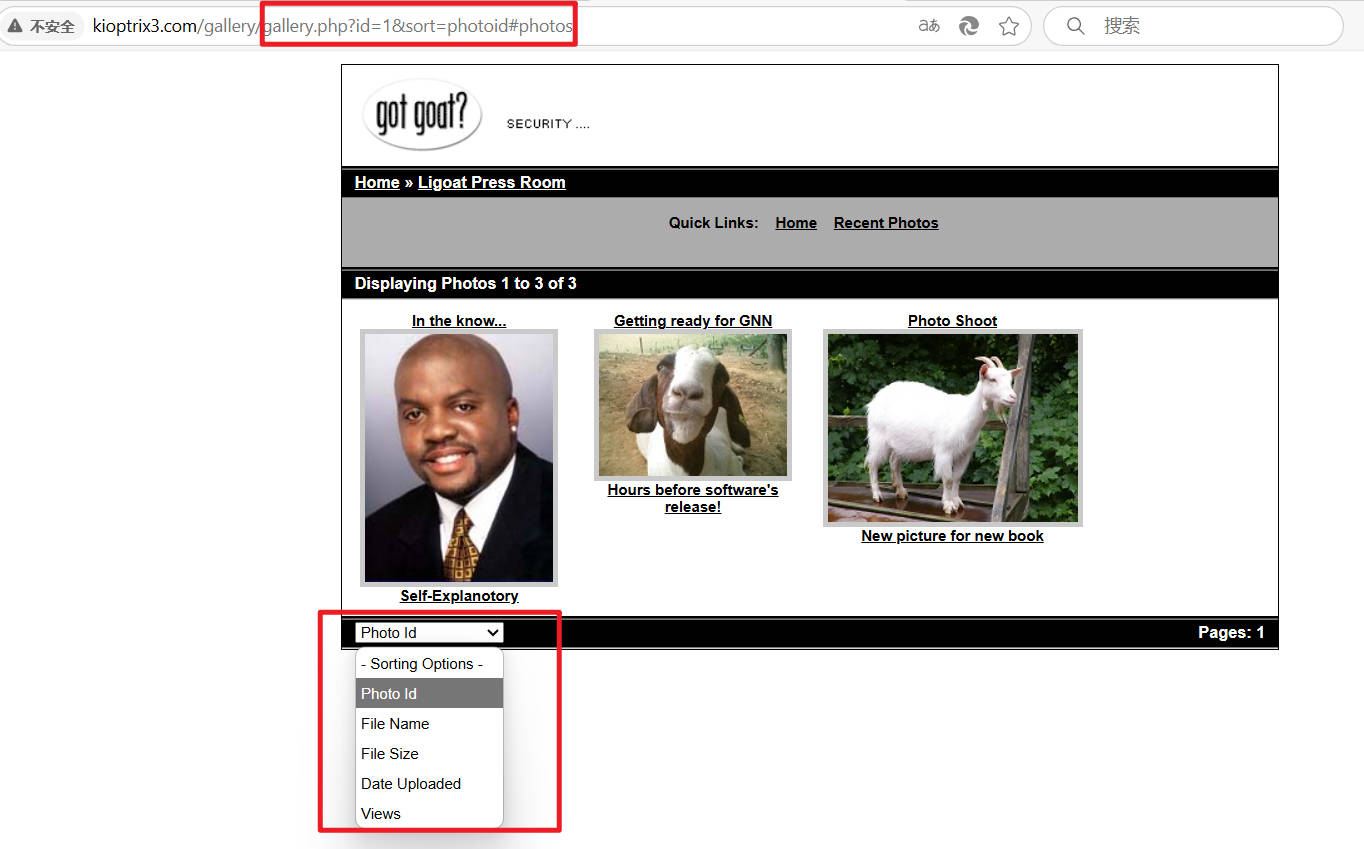 不安全 kioptrix3.com/gallery/gallery.php?id=1&sort=photoid#photos aあ 搜索
got goat? SECURITY ....
Home » Ligoat Press Room
Quick Links: Home Recent Photos
Displaying Photos 1 to 3 of 3
In the know...
Self-Explanotory
Getting ready for GNN
Hours before software's
release!
Photo Shoot
New picture for new book
Photo Id
Pages: 1
- Sorting Options -
Photo Id
File Name
File Size
Date Uploaded
Views